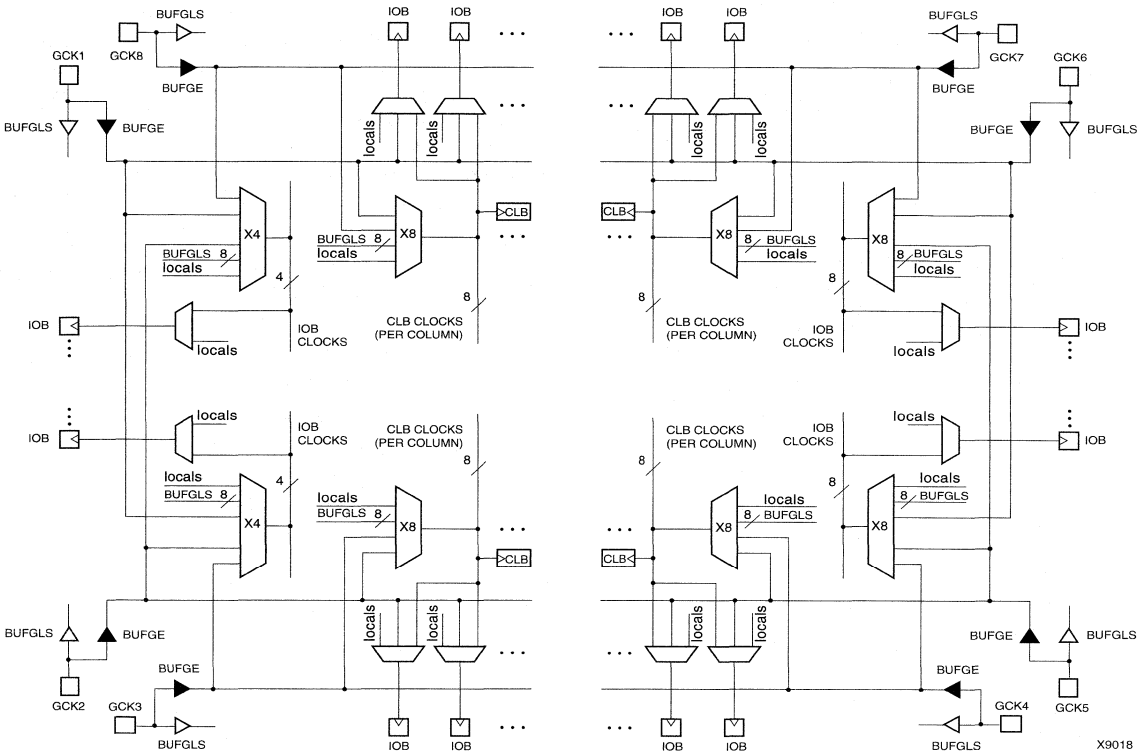 IOB IOB IOB IOB
BUFGLS BUFGLS
GCK8 GCK7
GCK1 GCK6
BUFGE BUFGE
BUFGLS BUFGE BUFGE BUFGLS
locals locals locals locals
CLB CLB
X4 BUFGLS 8 X8 X8 8 BUFGLS X8
BUFGLS 8 locals locals 8 BUFGLS
locals locals
4 8 8 8
IOB IOB CLOCKS CLB CLOCKS (PER COLUMN) CLB CLOCKS (PER COLUMN) IOB CLOCKS IOB
locals locals
locals locals
IOB IOB CLOCKS CLB CLOCKS (PER COLUMN) CLB CLOCKS (PER COLUMN) IOB CLOCKS IOB
8 8
locals 4 8 locals
BUFGLS 8 locals locals 8 BUFGLS
X4 BUFGLS 8 X8 X8 8 BUFGLS X8
CLB CLB
locals locals locals locals
BUFGLS BUFGE BUFGE BUFGLS
BUFGE BUFGE
GCK2 GCK3 GCK4 GCK5
BUFGLS IOB IOB IOB IOB BUFGLS
X9018